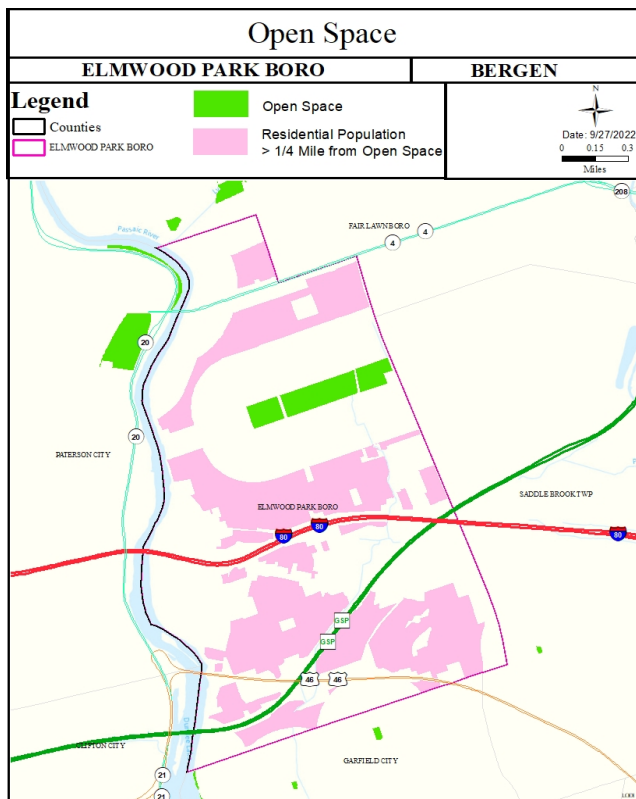 Open Space
ELMWOOD PARK BORO
BERGEN
Legend
Counties
ELMWOOD PARK BORO
Open Space
Residential Population
> 1/4 Mile from Open Space
N
Date: 9/27/2022
0 0.15 0.3
Miles
208
Passaic River
FAIR LAWN BORO
4
4
20
20
PATERSON CITY
SADDLE BROOK TWP
ELMWOOD PARK BORO
80
80
80
GSP
GSP
46
46
CLIFTON CITY
GARFIELD CITY
21
21
LODI